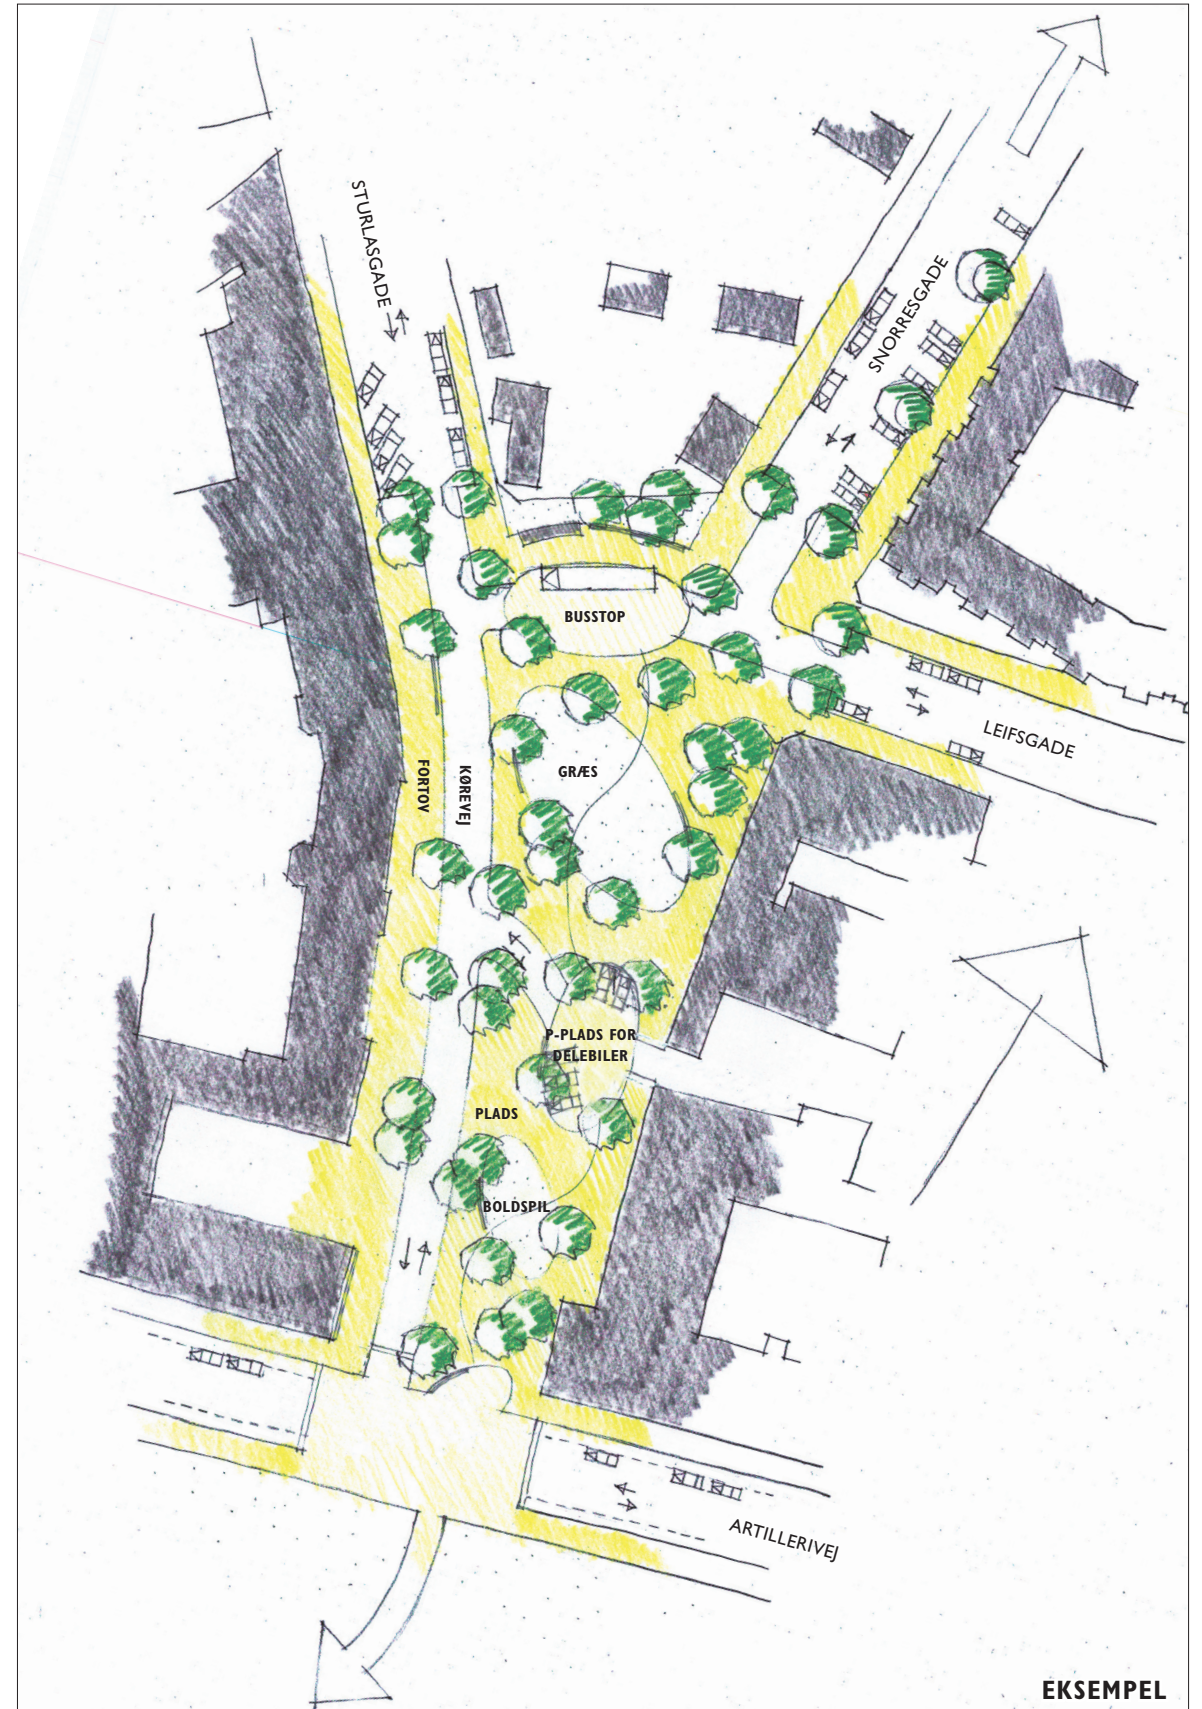 STURLASGADE
SNORRESGADE
BUSSTOP
LEIFSGADE
GRÆS
FORTOV
KØREVEJ
P-PLADS FOR
DELEBILER
PLADS
BOLDSPIL
ARTILLERIVEJ
EKSEMPEL